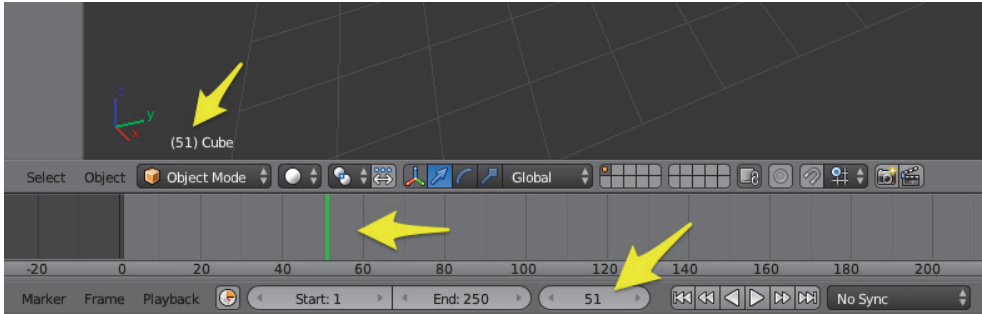 z
y
x
(51) Cube
Select Object Object Mode Global
-20 0 20 40 60 80 100 120 140 160 180 200
Marker Frame Playback Start: 1 End: 250 51 No Sync